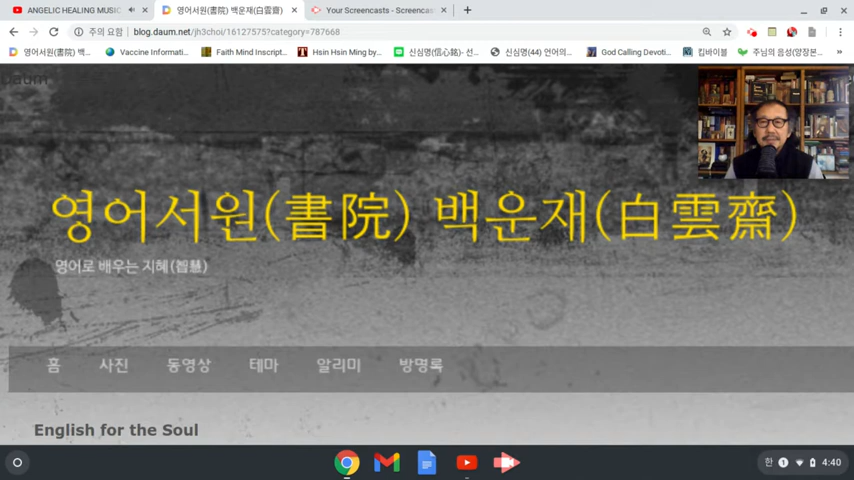 ANGELIC HEALING MUSIC
영어서원(書院) 백운재(白雲齋)
Your Screencasts - Screencas
주의 요함
blog.daum.net/jh3choi/16127575?category=787668
영어서원(書院) 백...
Vaccine Informati...
Faith Mind Inscript...
Hsin Hsin Ming by...
신심명(信心銘)- 선...
신심명(44) 언어의...
God Calling Devoti...
킹바이블
주님의 음성(양장본...
»
Daum
영어서원(書院) 백운재(白雲齋)
영어로 배우는 지혜(智慧)
홈 사진 동영상 테마 알리미 방명록
English for the Soul
한 1 4:40